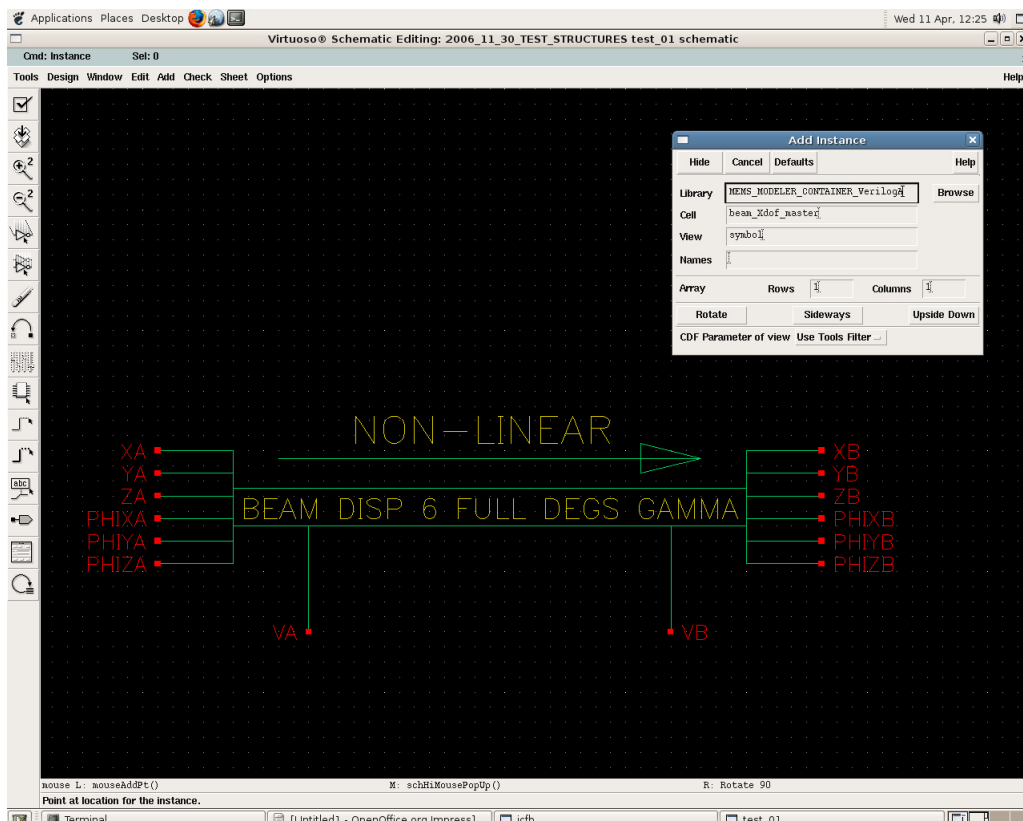 Applications Places Desktop Wed 11 Apr, 12:25
Virtuoso® Schematic Editing: 2006_11_30_TEST_STRUCTURES test_01 schematic
Cmd: Instance Sel: 0
Tools Design Window Edit Add Check Sheet Options Help
Add Instance
Hide Cancel Defaults Help
Library MEMS_MODELER_CONTAINER_VerilogA Browse
Cell beam_Xdof_master
View symbol
Names
Array Rows 1 Columns 1
Rotate Sideways Upside Down
CDF Parameter of view Use Tools Filter
2
2
abc
NON-LINEAR
XA XB
YA YB
ZA ZB
BEAM DISP 6 FULL DEGS GAMMA
PHIXA PHIXB
PHIYA PHIYB
PHIZA PHIZB
VA VB
mouse L: mouseAddPt() M: schHiMousePopUp() R: Rotate 90
Point at location for the instance.
Terminal [Untitled1 - OpenOffice.org Impress] icfb test_01